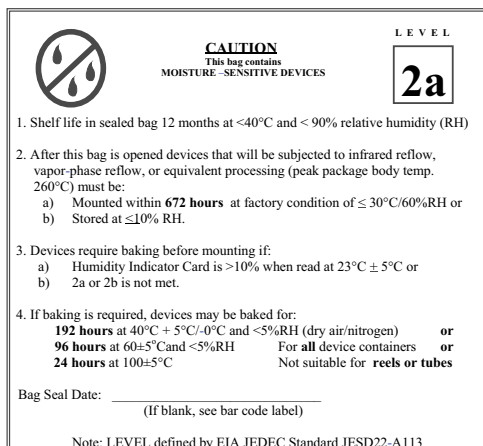 LEVEL
CAUTION
This bag contains
MOISTURE –SENSITIVE DEVICES
2a
1. Shelf life in sealed bag 12 months at <40°C and < 90% relative humidity (RH)
2. After this bag is opened devices that will be subjected to infrared reflow,
vapor-phase reflow, or equivalent processing (peak package body temp.
260°C) must be:
a) Mounted within 672 hours at factory condition of ≤ 30°C/60%RH or
b) Stored at ≤10% RH.
3. Devices require baking before mounting if:
a) Humidity Indicator Card is >10% when read at 23°C ± 5°C or
b) 2a or 2b is not met.
4. If baking is required, devices may be baked for:
192 hours at 40°C + 5°C/-0°C and <5%RH (dry air/nitrogen) or
96 hours at 60±5°Cand <5%RH For all device containers or
24 hours at 100±5°C Not suitable for reels or tubes
Bag Seal Date: ________________________________
(If blank, see bar code label)
Note: LEVEL defined by EIA JEDEC Standard JESD22-A113